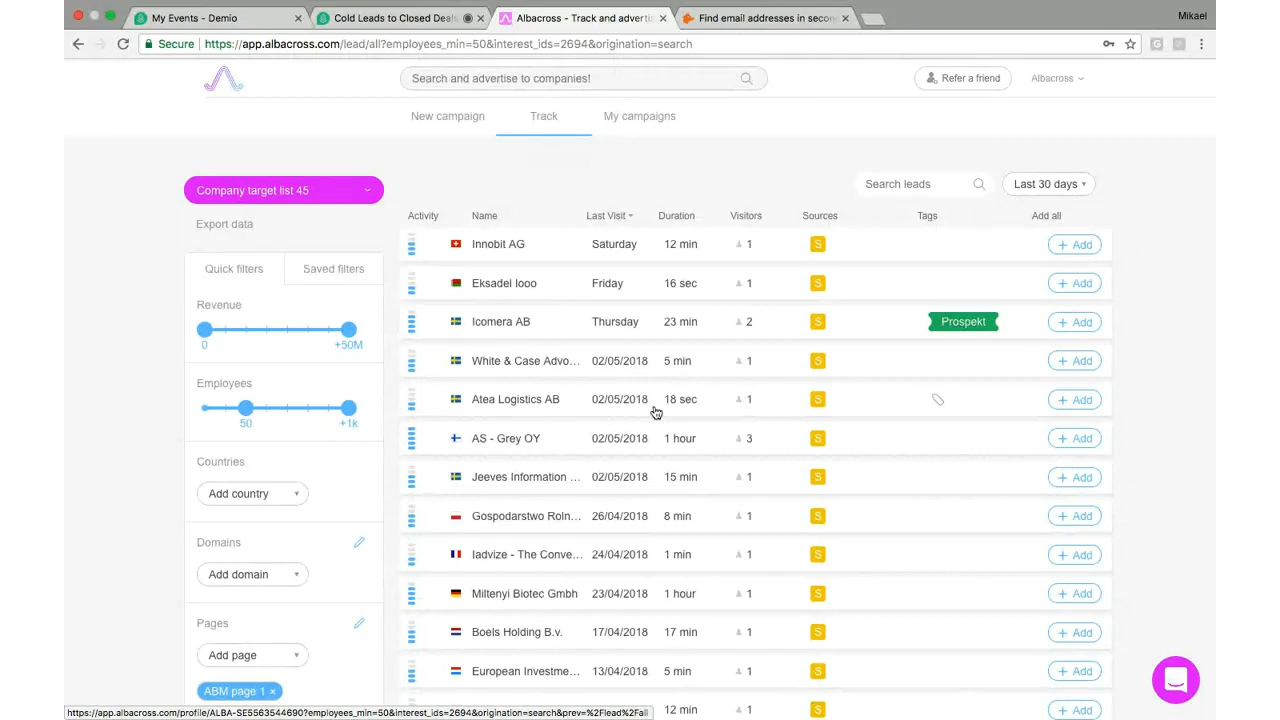 My Events - Demio
Cold Leads to Closed Deals
Albacross - Track and adverti
Find email addresses in secon
Mikael
Secure
https://app.albacross.com/lead/all?employees_min=50&interest_ids=2694&origination=search
Search and advertise to companies!
Refer a friend
Albacross
New campaign
Track
My campaigns
Company target list 45
Search leads
Last 30 days
Export data
Activity Name Last Visit Duration Visitors Sources Tags Add all
Innobit AG Saturday 12 min 1 S + Add
Quick filters
Saved filters
Eksadel Iooo Friday 16 sec 1 S + Add
Revenue
Icomera AB Thursday 23 min 2 S Prospekt + Add
0 +50M
White & Case Advo... 02/05/2018 5 min 1 S + Add
Employees
Atea Logistics AB 02/05/2018 18 sec 1 S + Add
50 +1k
AS - Grey OY 02/05/2018 1 hour 3 S + Add
Countries
Jeeves Information ... 02/05/2018 15 min 1 S + Add
Add country
Gospodarstwo Roln... 26/04/2018 8 min 1 S + Add
Domains
Iadvize - The Conve... 24/04/2018 1 min 1 S + Add
Add domain
Miltenyi Biotec Gmbh 23/04/2018 1 hour 1 S + Add
Pages
Boels Holding B.v. 17/04/2018 17 min 1 S + Add
Add page
European Investme... 13/04/2018 5 min 1 S + Add
ABM page 1 ×
12 min 1 S + Add
https://app.albacross.com/profile/ALBA-SE5563544690?employees_min=50&interest_ids=2694&origination=search&prev=%2Flead%2Fall